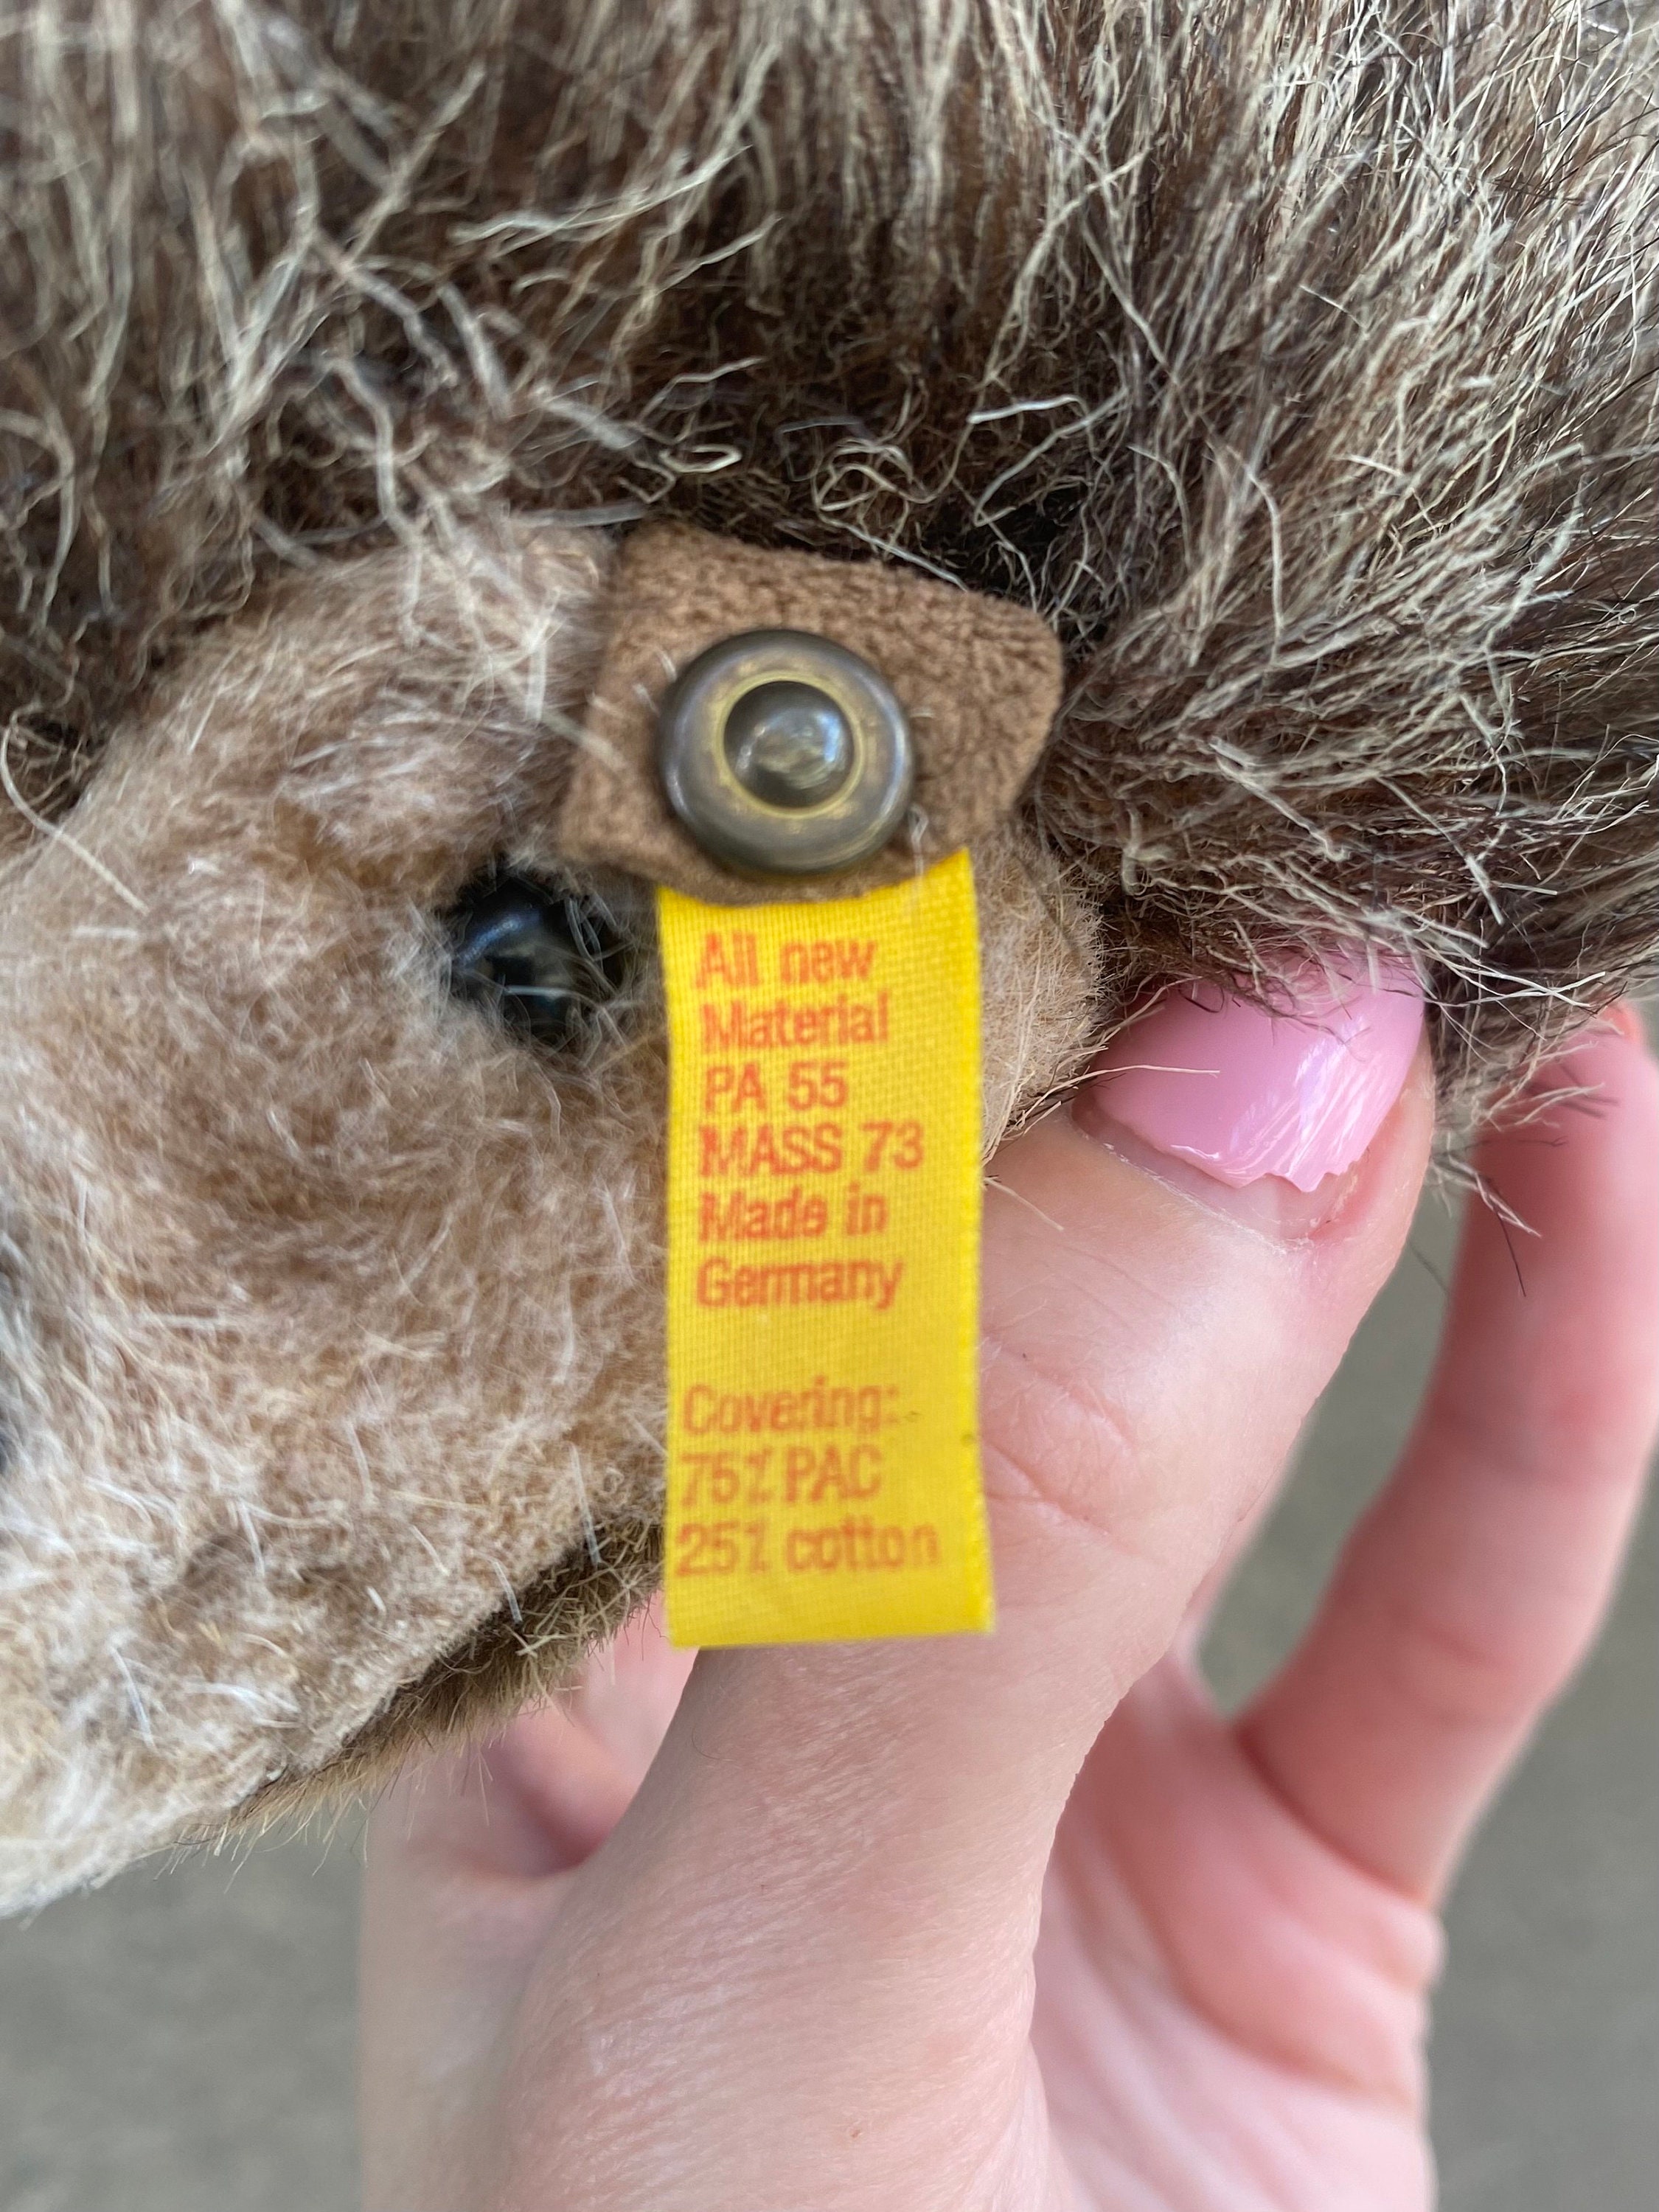 All new
Material
PA 55
MASS 73
Made in
Germany
Covering:
75% PAC
25% cotton